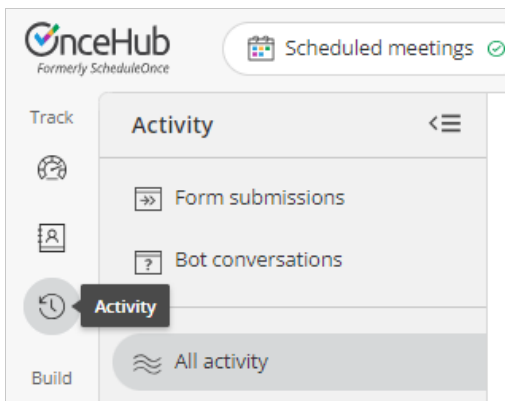 OnceHub
Formerly ScheduleOnce
Scheduled meetings
Track
Activity
Form submissions
Bot conversations
Activity
All activity
Build